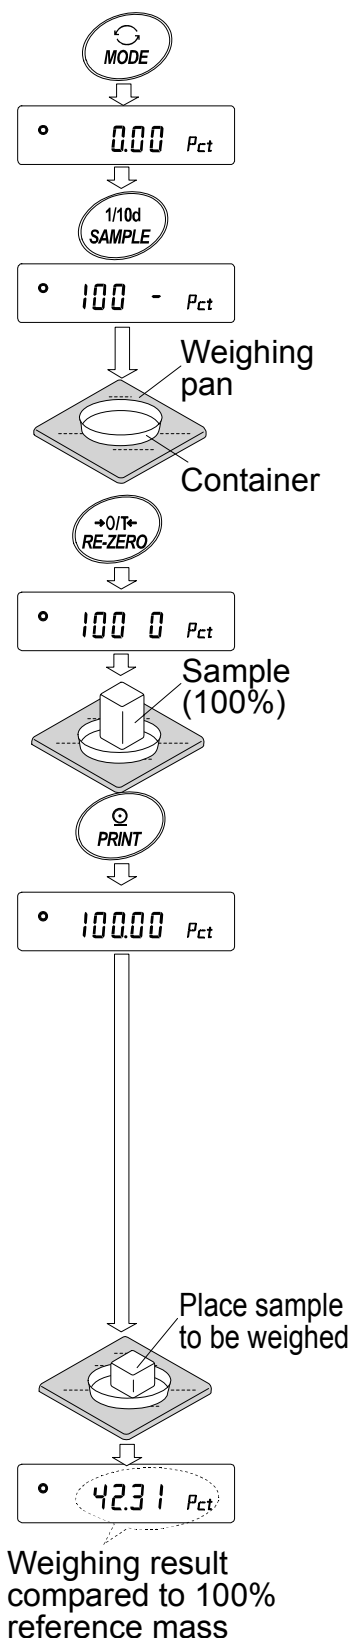 MODE
0.00 Pct
1/10d
SAMPLE
100 - Pct
Weighing
pan
Container
→0/T←
RE-ZERO
100 0 Pct
Sample
(100%)
PRINT
100.00 Pct
Place sample
to be weighed
42.31 Pct
Weighing result
compared to 100%
reference mass